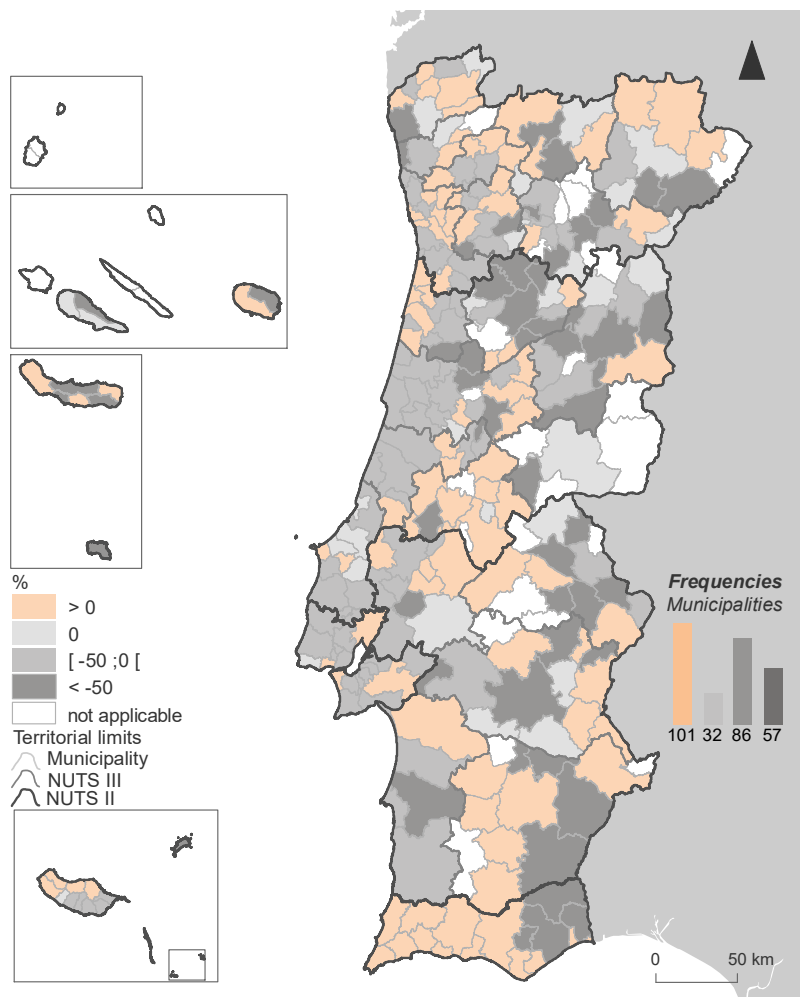 %
> 0
0
[ -50 ;0 [
< -50
not applicable
Territorial limits
Municipality
NUTS III
NUTS II
Frequencies
Municipalities
101 32 86 57
0 50 km